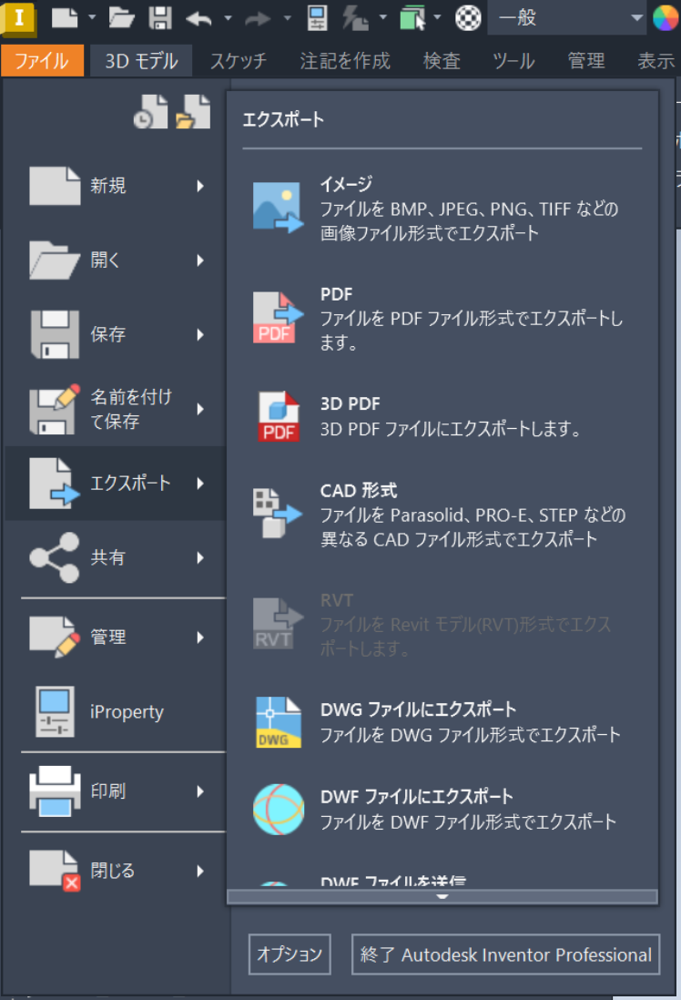 I
一般
ファイル
3D モデル
スケッチ
注記を作成
検査
ツール
管理
表示
エクスポート
新規
開く
保存
名前を付け
て保存
エクスポート
共有
管理
iProperty
印刷
閉じる
イメージ
ファイルを BMP、JPEG、PNG、TIFF などの
画像ファイル形式でエクスポート
PDF
PDF
ファイルを PDF ファイル形式でエクスポートし
ます。
PDF
3D PDF
3D PDF ファイルにエクスポートします。
CAD 形式
ファイルを Parasolid、PRO-E、STEP などの
異なる CAD ファイル形式でエクスポート
RVT
RVT
ファイルを Revit モデル(RVT)形式でエクス
ポートします。
DWG
DWG ファイルにエクスポート
ファイルを DWG ファイル形式でエクスポート
DWF ファイルにエクスポート
ファイルを DWF ファイル形式でエクスポート
DWF ファイルを送信
オプション
終了 Autodesk Inventor Professional